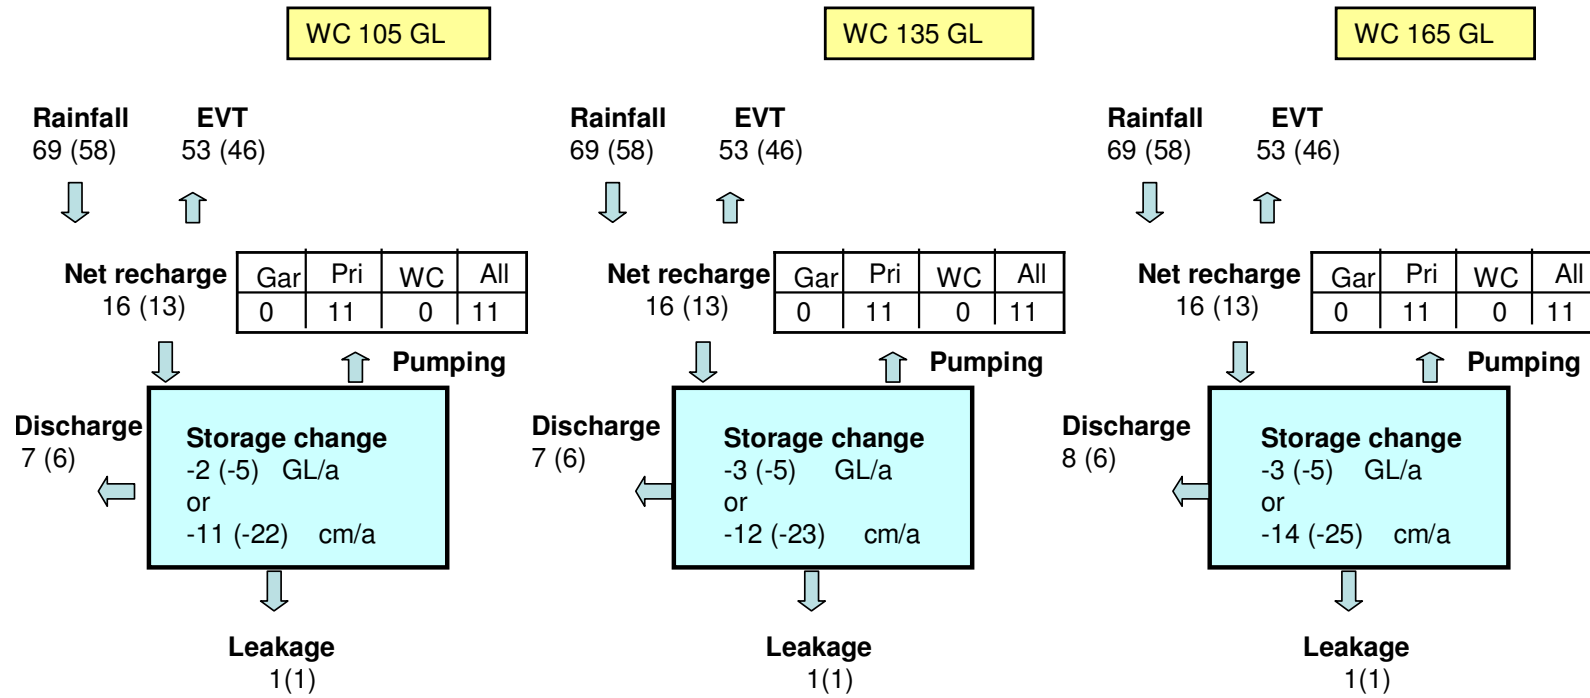 WC 105 GL
Rainfall EVT
69 (58) 53 (46)
Net recharge
16 (13)
Gar Pri WC All
0 11 0 11
Pumping
Discharge
7 (6)
Storage change
-2 (-5) GL/a
or
-11 (-22) cm/a
Leakage
1(1)
WC 135 GL
Rainfall EVT
69 (58) 53 (46)
Net recharge
16 (13)
Gar Pri WC All
0 11 0 11
Pumping
Discharge
7 (6)
Storage change
-3 (-5) GL/a
or
-12 (-23) cm/a
Leakage
1(1)
WC 165 GL
Rainfall EVT
69 (58) 53 (46)
Net recharge
16 (13)
Gar Pri WC All
0 11 0 11
Pumping
Discharge
8 (6)
Storage change
-3 (-5) GL/a
or
-14 (-25) cm/a
Leakage
1(1)